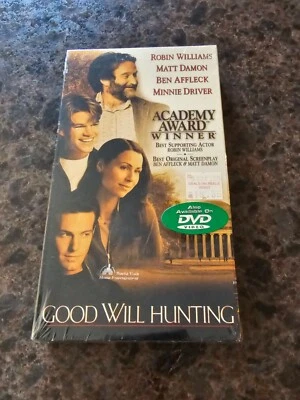 ROBIN WILLIAMS
MATT DAMON
BEN AFFLECK
MINNIE DRIVER
ACADEMY
AWARD
WINNER
BEST SUPPORTING ACTOR
ROBIN WILLIAMS
BEST ORIGINAL SCREENPLAY
BEN AFFLECK & MATT DAMON
ALSO
AVAILABLE ON
DVD
VIDEO
GOOD WILL HUNTING